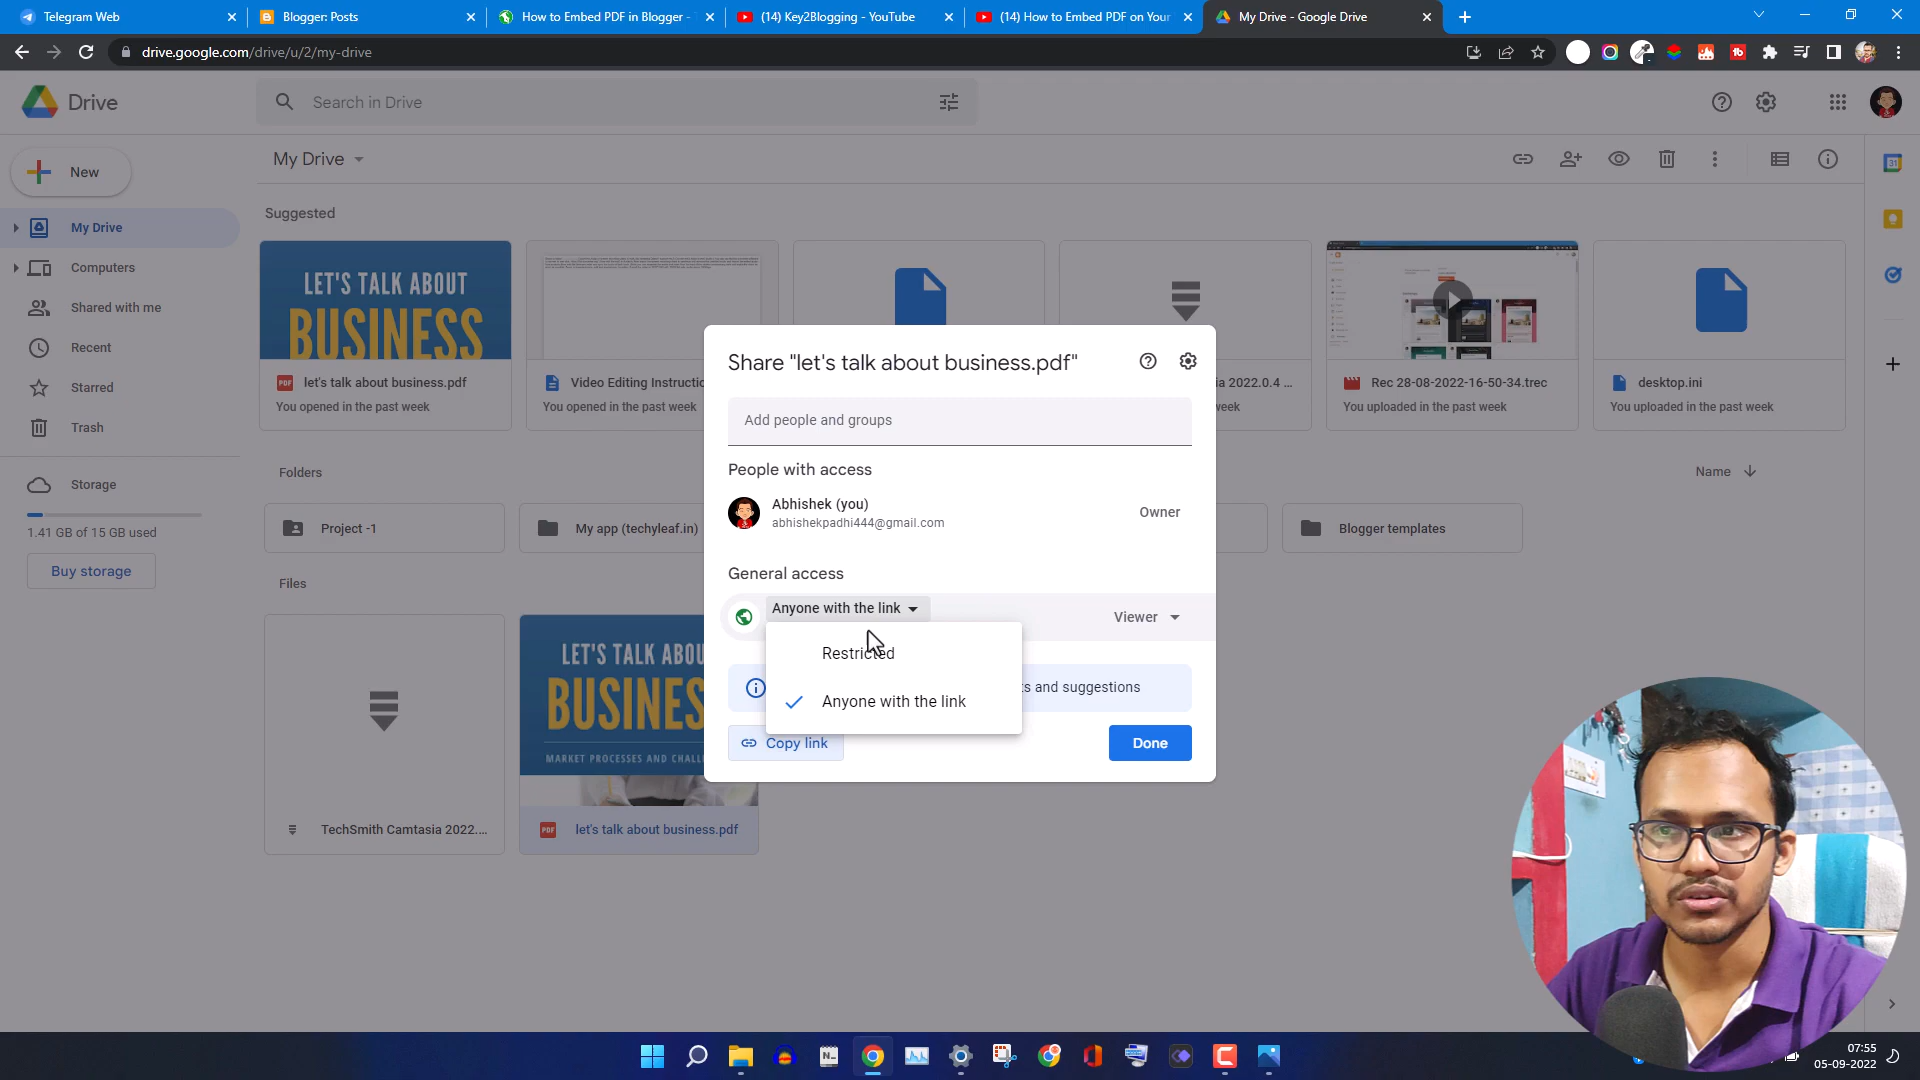 Telegram Web
Blogger: Posts
How to Embed PDF in Blogger -
(14) Key2Blogging - YouTube
(14) How to Embed PDF on Your
My Drive - Google Drive
drive.google.com/drive/u/2/my-drive
Drive
Search in Drive
New
My Drive
My Drive
Computers
Shared with me
Recent
Starred
Trash
Storage
1.41 GB of 15 GB used
Buy storage
Suggested
LET'S TALK ABOUT
BUSINESS
let's talk about business.pdf
You opened in the past week
Video Editing Instructio
You opened in the past week
ia 2022.0.4 ...
week
Rec 28-08-2022-16-50-34.trec
You uploaded in the past week
desktop.ini
You uploaded in the past week
Folders
Name
Project -1
My app (techyleaf.in)
Blogger templates
Files
TechSmith Camtasia 2022....
LET'S TALK ABOU
BUSINES
MARKET PROCESSES AND CHALL
let's talk about business.pdf
Share "let's talk about business.pdf"
Add people and groups
People with access
Abhishek (you)
abhishekpadhi444@gmail.com
Owner
General access
Anyone with the link
Viewer
Restricted
Anyone with the link
ts and suggestions
Copy link
Done
31
07:55
05-09-2022